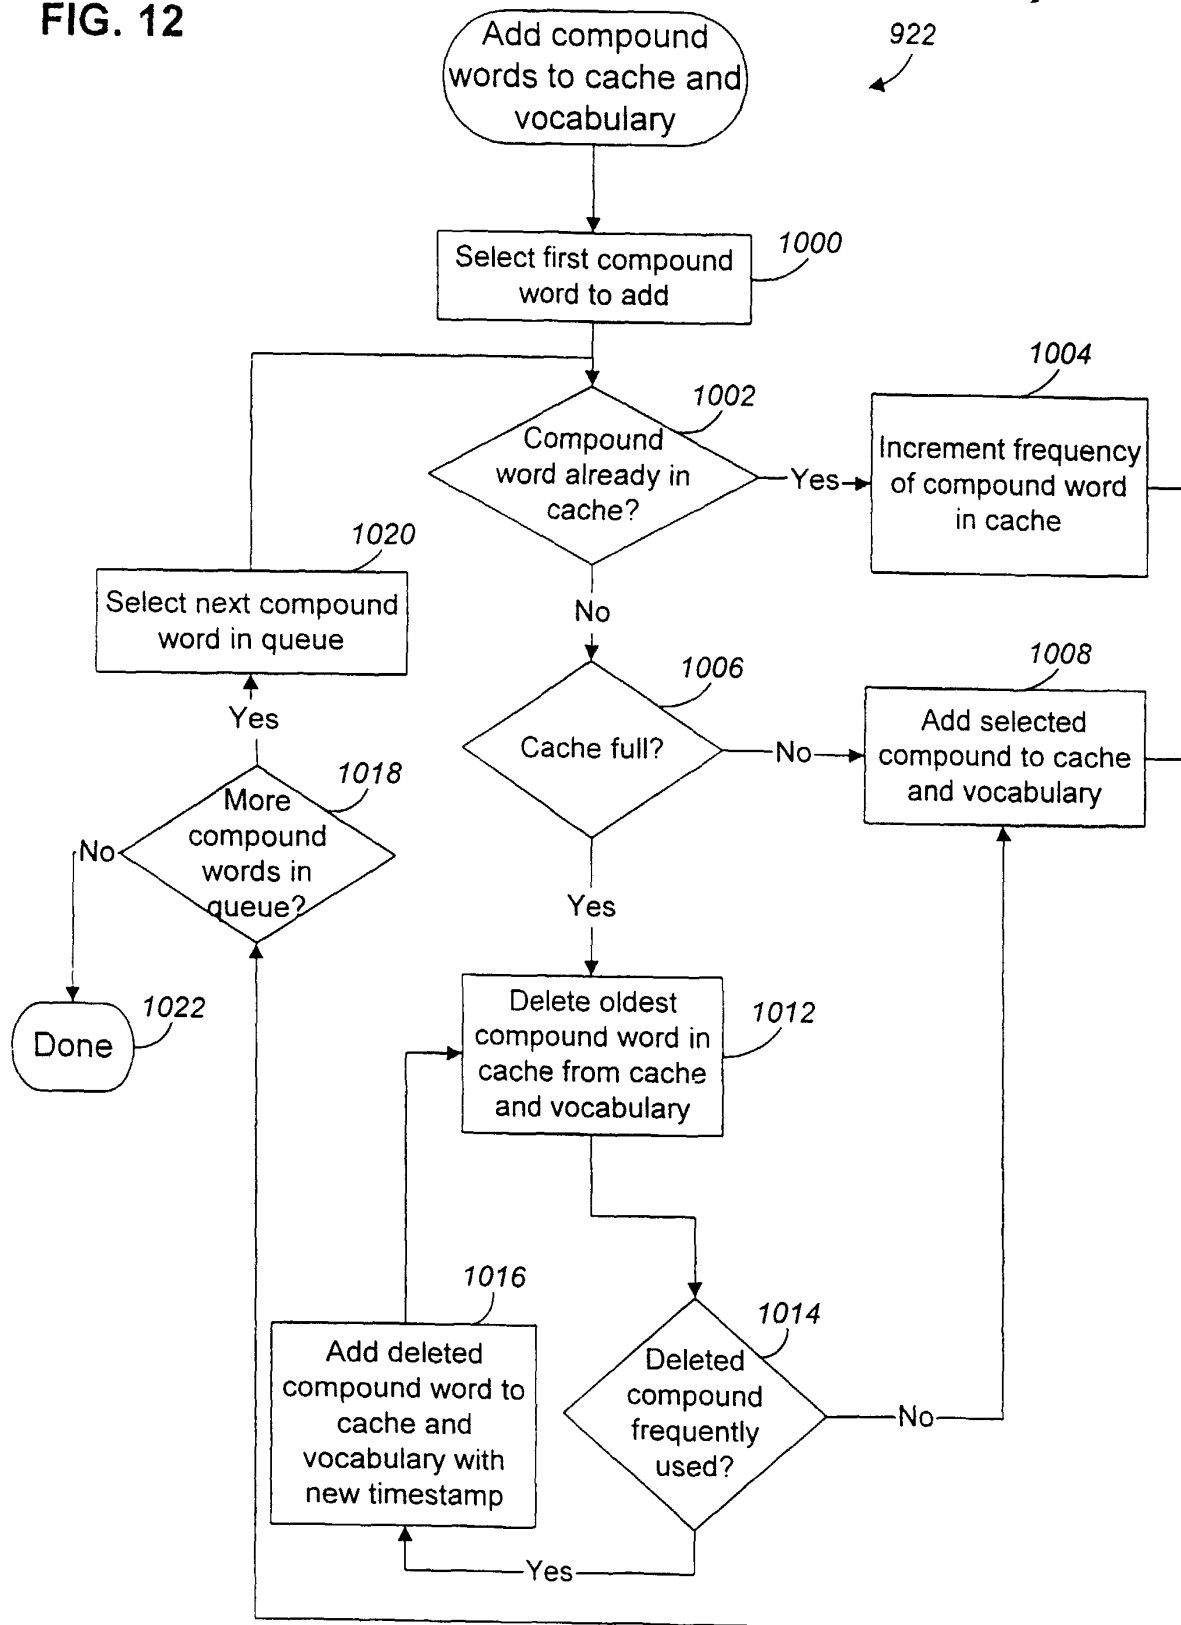 FIG. 12
Add compound
words to cache and
vocabulary
922
Select first compound
word to add
1000
Compound
word already in
cache?
1002
Yes
Increment frequency
of compound word
in cache
1004
No
Select next compound
word in queue
1020
Cache full?
1006
No
Add selected
compound to cache
and vocabulary
1008
Yes
More
compound
words in
queue?
1018
No
Yes
Done
1022
Delete oldest
compound word in
cache from cache
and vocabulary
1012
Add deleted
compound word to
cache and
vocabulary with
new timestamp
1016
Deleted
compound
frequently
used?
1014
No
Yes